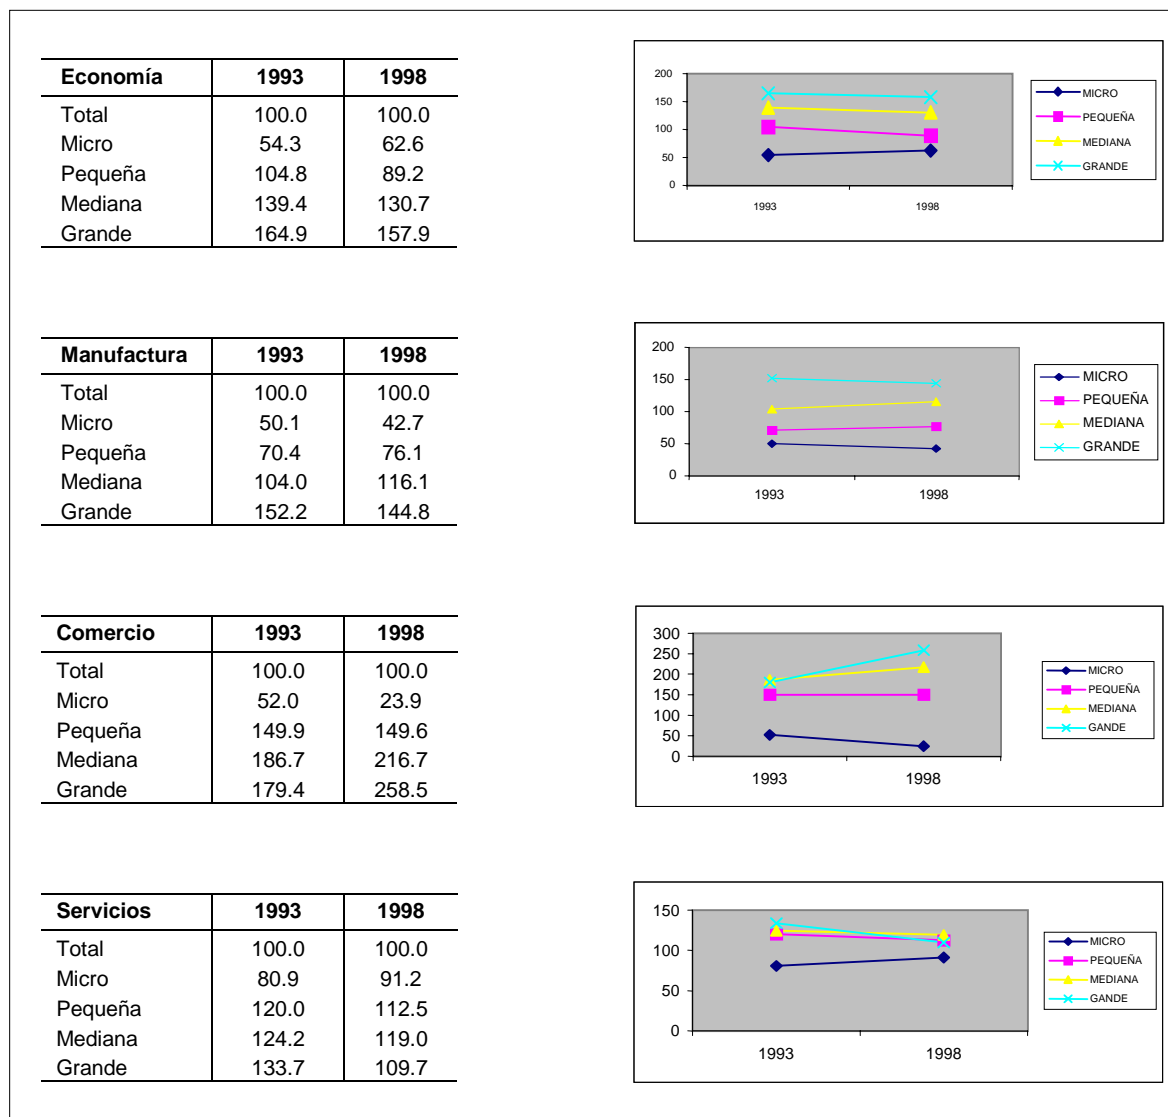 Economía 1993 1998
Total 100.0 100.0
Micro 54.3 62.6
Pequeña 104.8 89.2
Mediana 139.4 130.7
Grande 164.9 157.9
200
150
100
50
0
1993 1998
MICRO
PEQUEÑA
MEDIANA
GRANDE
Manufactura 1993 1998
Total 100.0 100.0
Micro 50.1 42.7
Pequeña 70.4 76.1
Mediana 104.0 116.1
Grande 152.2 144.8
200
150
100
50
0
1993 1998
MICRO
PEQUEÑA
MEDIANA
GRANDE
Comercio 1993 1998
Total 100.0 100.0
Micro 52.0 23.9
Pequeña 149.9 149.6
Mediana 186.7 216.7
Grande 179.4 258.5
300
250
200
150
100
50
0
1993 1998
MICRO
PEQUEÑA
MEDIANA
GANDE
Servicios 1993 1998
Total 100.0 100.0
Micro 80.9 91.2
Pequeña 120.0 112.5
Mediana 124.2 119.0
Grande 133.7 109.7
150
100
50
0
1993 1998
MICRO
PEQUEÑA
MEDIANA
GANDE